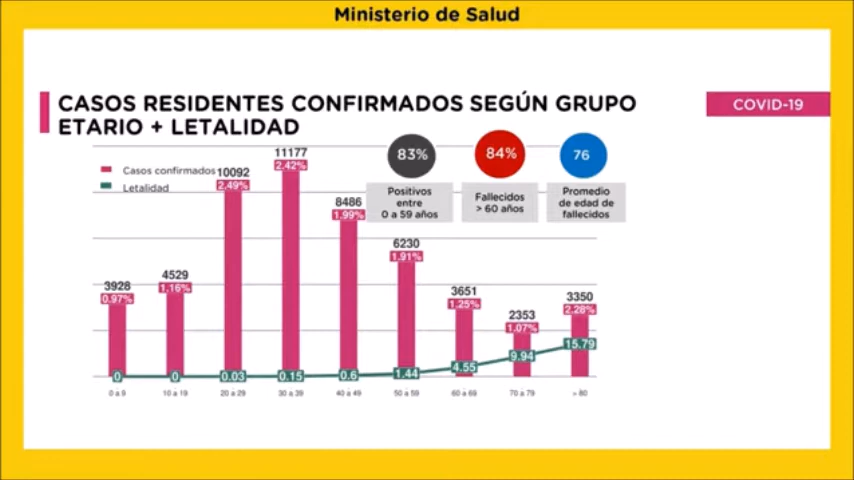 Ministerio de Salud
CASOS RESIDENTES CONFIRMADOS SEGÚN GRUPO
ETARIO + LETALIDAD
COVID-19
Casos confirmados
Letalidad
83%
Positivos
entre
0 a 59 años
84%
Fallecidos
> 60 años
76
Promedio
de edad de
fallecidos
3928
0.97%
4529
1.16%
10092
2.49%
11177
2.42%
8486
1.99%
6230
1.91%
3651
1.25%
2353
1.07%
3350
2.28%
0
0
0.03
0.15
0.6
1.44
4.55
9.94
15.79
0 a 9
10 a 19
20 a 29
30 a 39
40 a 49
50 a 59
60 a 69
70 a 79
> 80